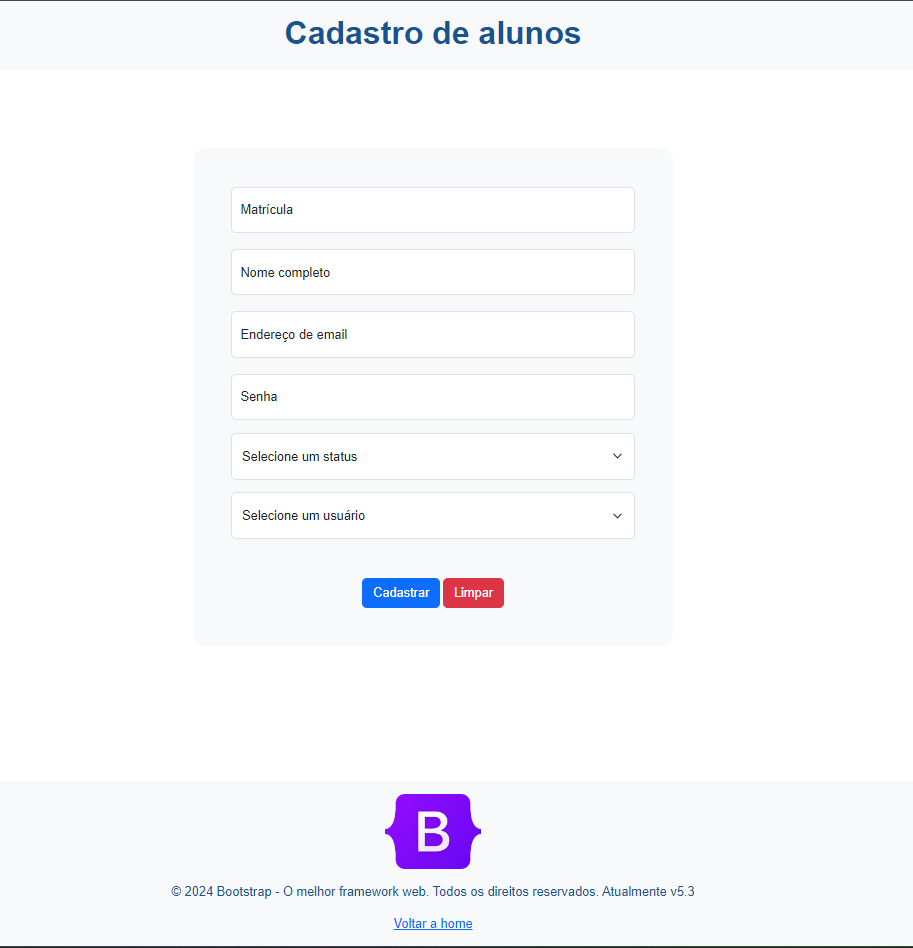 Cadastro de alunos
Matrícula
Nome completo
Endereço de email
Senha
Selecione um status
Selecione um usuário
Cadastrar Limpar
B
© 2024 Bootstrap - O melhor framework web. Todos os direitos reservados. Atualmente v5.3
Voltar a home